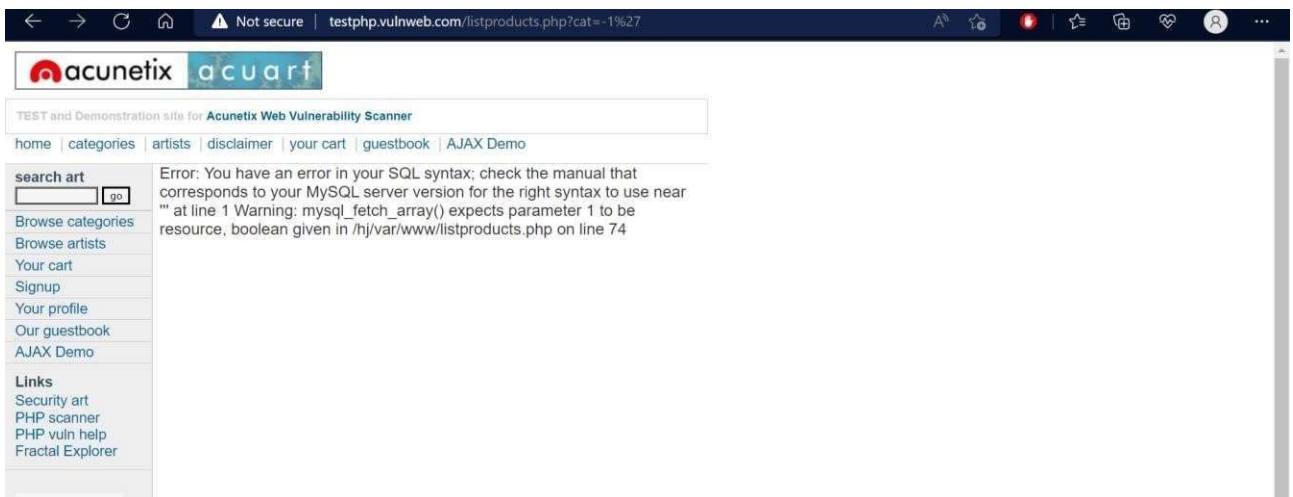 Not secure | testphp.vulnweb.com/listproducts.php?cat=-1%27
acunetix acuart
TEST and Demonstration site for Acunetix Web Vulnerability Scanner
home | categories | artists | disclaimer | your cart | guestbook | AJAX Demo
search art
go
Browse categories
Browse artists
Your cart
Signup
Your profile
Our guestbook
AJAX Demo
Links
Security art
PHP scanner
PHP vuln help
Fractal Explorer
Error: You have an error in your SQL syntax; check the manual that
corresponds to your MySQL server version for the right syntax to use near
''' at line 1 Warning: mysql_fetch_array() expects parameter 1 to be
resource, boolean given in /hj/var/www/listproducts.php on line 74